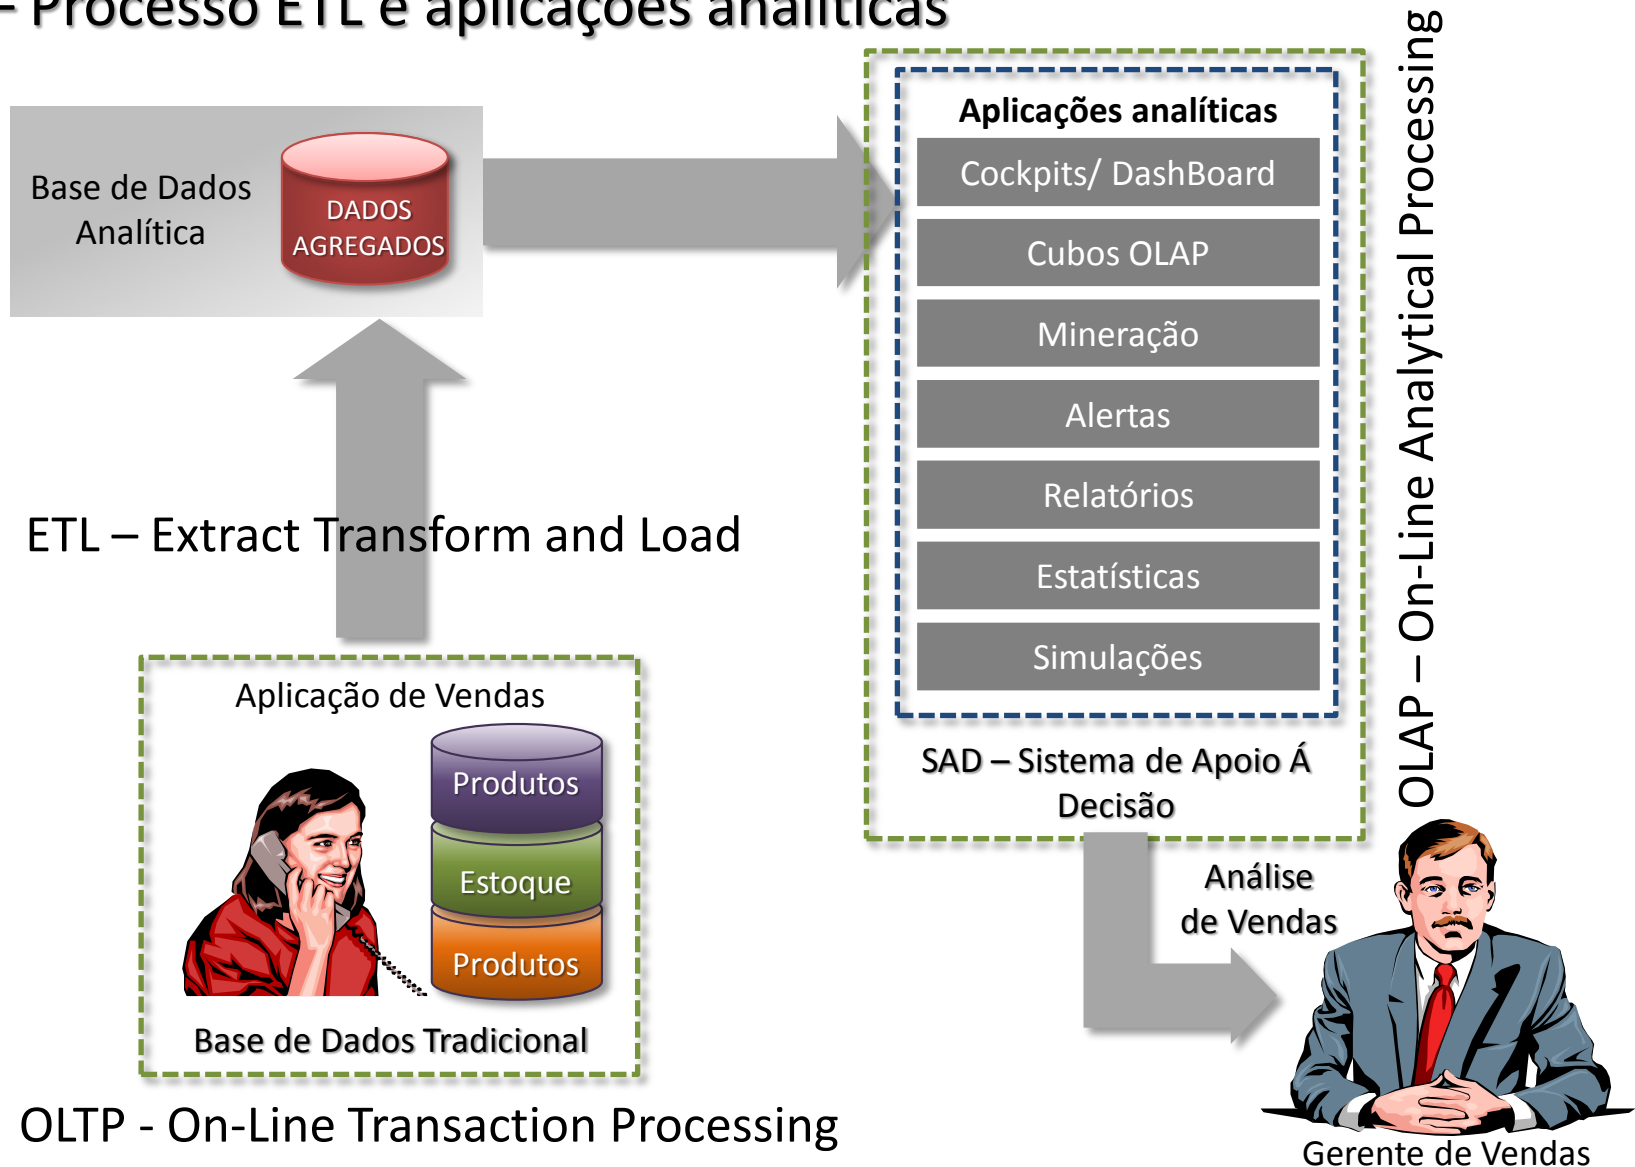 - Processo ETL e aplicações analíticas
Base de Dados
Analítica
DADOS
AGREGADOS
Aplicações analíticas
Cockpits/ DashBoard
Cubos OLAP
Mineração
Alertas
Relatórios
Estatísticas
Simulações
SAD – Sistema de Apoio Á
Decisão
OLAP – On-Line Analytical Processing
ETL – Extract Transform and Load
Aplicação de Vendas
Produtos
Estoque
Produtos
Base de Dados Tradicional
OLTP - On-Line Transaction Processing
Análise
de Vendas
Gerente de Vendas